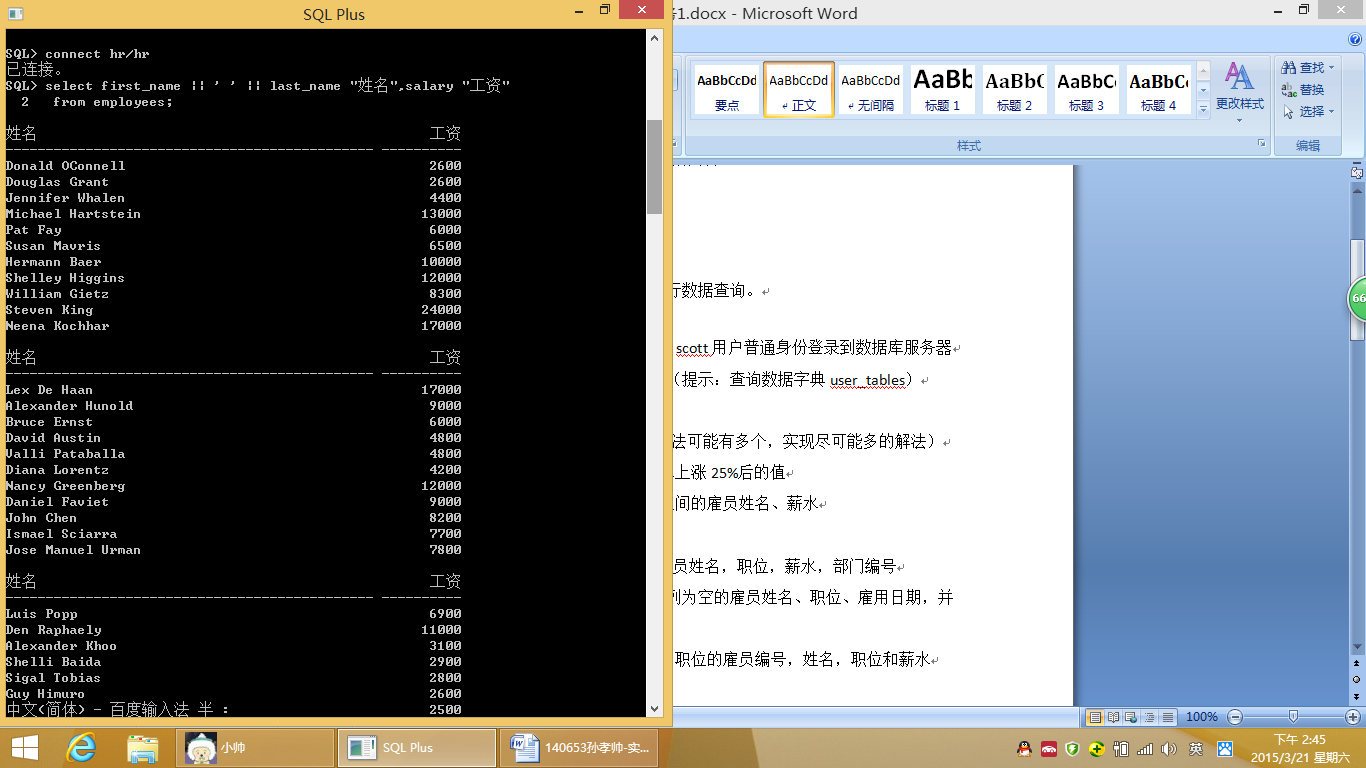 SQL Plus
SQL> connect hr/hr
已连接。
SQL> select first_name || ' ' || last_name "姓名",salary "工资"
2 from employees;
姓名 工资
Donald OConnell 2600
Douglas Grant 2600
Jennifer Whalen 4400
Michael Hartstein 13000
Pat Fay 6000
Susan Mavris 6500
Hermann Baer 10000
Shelley Higgins 12000
William Gietz 8300
Steven King 24000
Neena Kochhar 17000
姓名 工资
Lex De Haan 17000
Alexander Hunold 9000
Bruce Ernst 6000
David Austin 4800
Valli Pataballa 4800
Diana Lorentz 4200
Nancy Greenberg 12000
Daniel Faviet 9000
John Chen 8200
Ismael Sciarra 7700
Jose Manuel Urman 7800
姓名 工资
Luis Popp 6900
Den Raphaely 11000
Alexander Khoo 3100
Shelli Baida 2900
Sigal Tobias 2800
Guy Himuro 2600
中文(简体) - 百度输入法 半 : 2500
1.docx - Microsoft Word
AaBbCcDd AaBbCcDd AaBbCcDd AaBb AaBbC AaBbCc AaBbCc
要点 正文 无间隔 标题 1 标题 2 标题 3 标题 4
更改样式
查找
替换
选择
样式 编辑
行数据查询。
scott 用户普通身份登录到数据库服务器
（提示：查询数据字典 user_tables）
法可能有多个，实现尽可能多的解法）
上涨 25%后的值
间的雇员姓名、薪水
员姓名，职位，薪水，部门编号
列为空的雇员姓名、职位、雇用日期，并
职位的雇员编号，姓名，职位和薪水
66
100%
小帅
SQL Plus
140653孙孝帅-实...
英
下午 2:45
2015/3/21 星期六